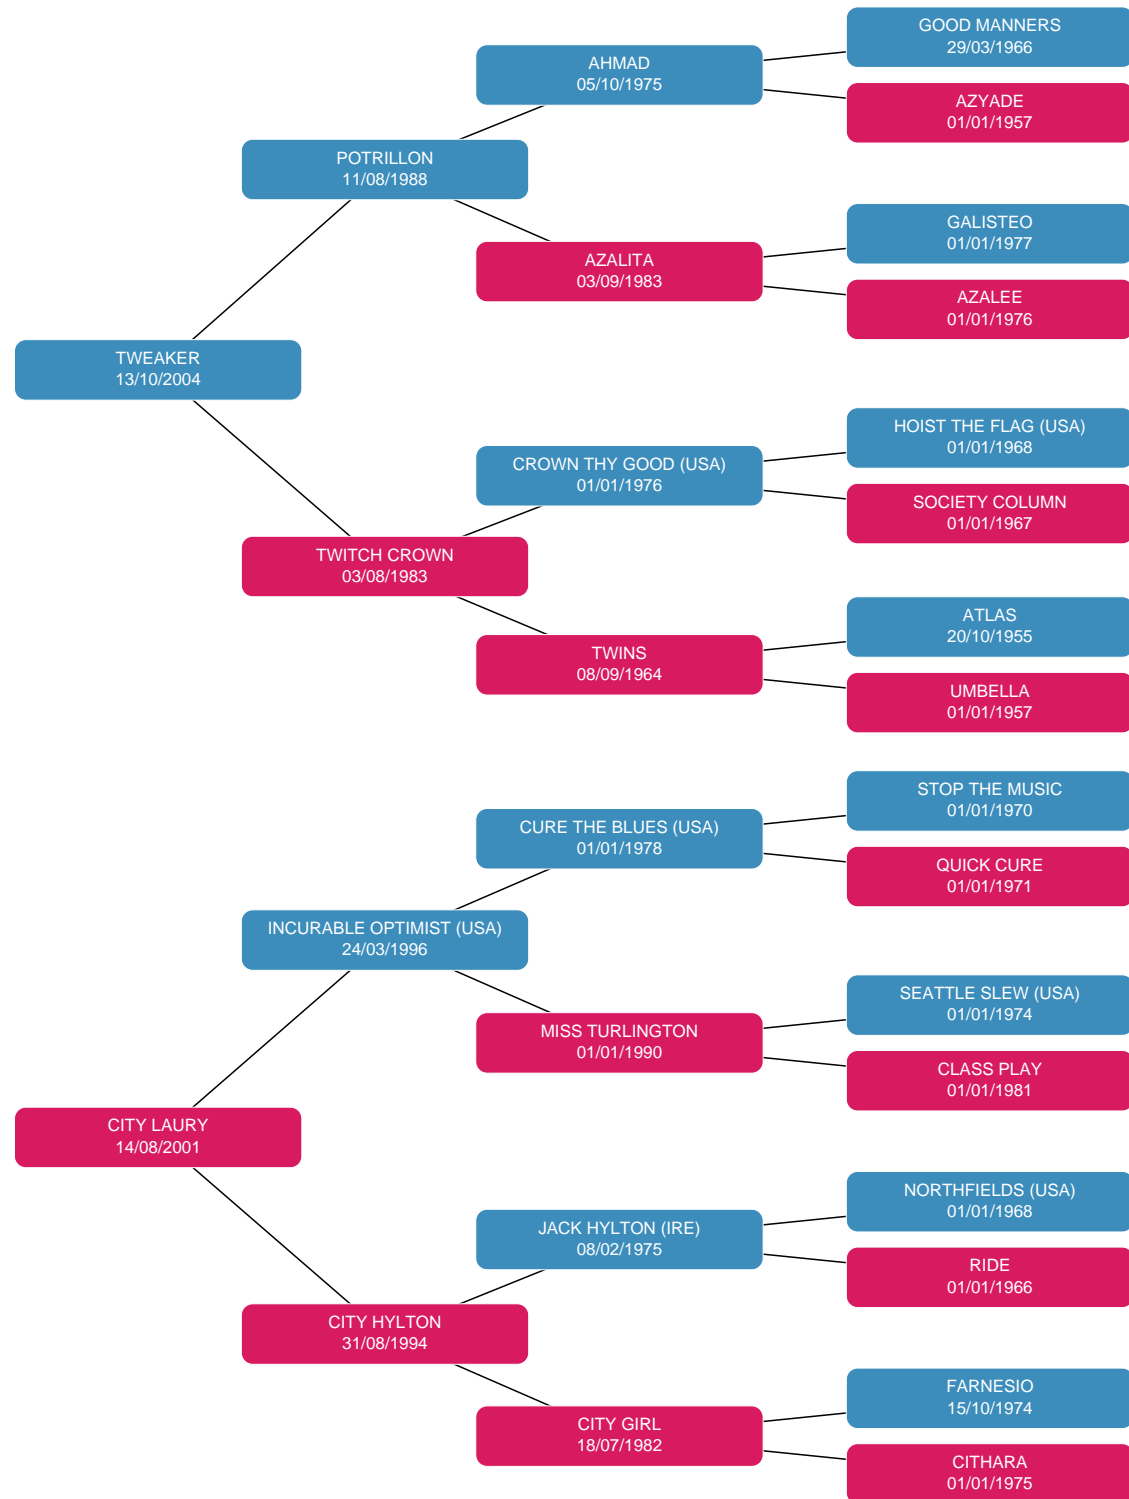 GOOD MANNERS
29/03/1966
AHMAD
05/10/1975
AZYADE
01/01/1957
POTRILLON
11/08/1988
GALISTEO
01/01/1977
AZALITA
03/09/1983
AZALEE
01/01/1976
TWEAKER
13/10/2004
HOIST THE FLAG (USA)
01/01/1968
CROWN THY GOOD (USA)
01/01/1976
SOCIETY COLUMN
01/01/1967
TWITCH CROWN
03/08/1983
ATLAS
20/10/1955
TWINS
08/09/1964
UMBELLA
01/01/1957
STOP THE MUSIC
01/01/1970
CURE THE BLUES (USA)
01/01/1978
QUICK CURE
01/01/1971
INCURABLE OPTIMIST (USA)
24/03/1996
SEATTLE SLEW (USA)
01/01/1974
MISS TURLINGTON
01/01/1990
CLASS PLAY
01/01/1981
CITY LAURY
14/08/2001
NORTHFIELDS (USA)
01/01/1968
JACK HYLTON (IRE)
08/02/1975
RIDE
01/01/1966
CITY HYLTON
31/08/1994
FARNESIO
15/10/1974
CITY GIRL
18/07/1982
CITHARA
01/01/1975